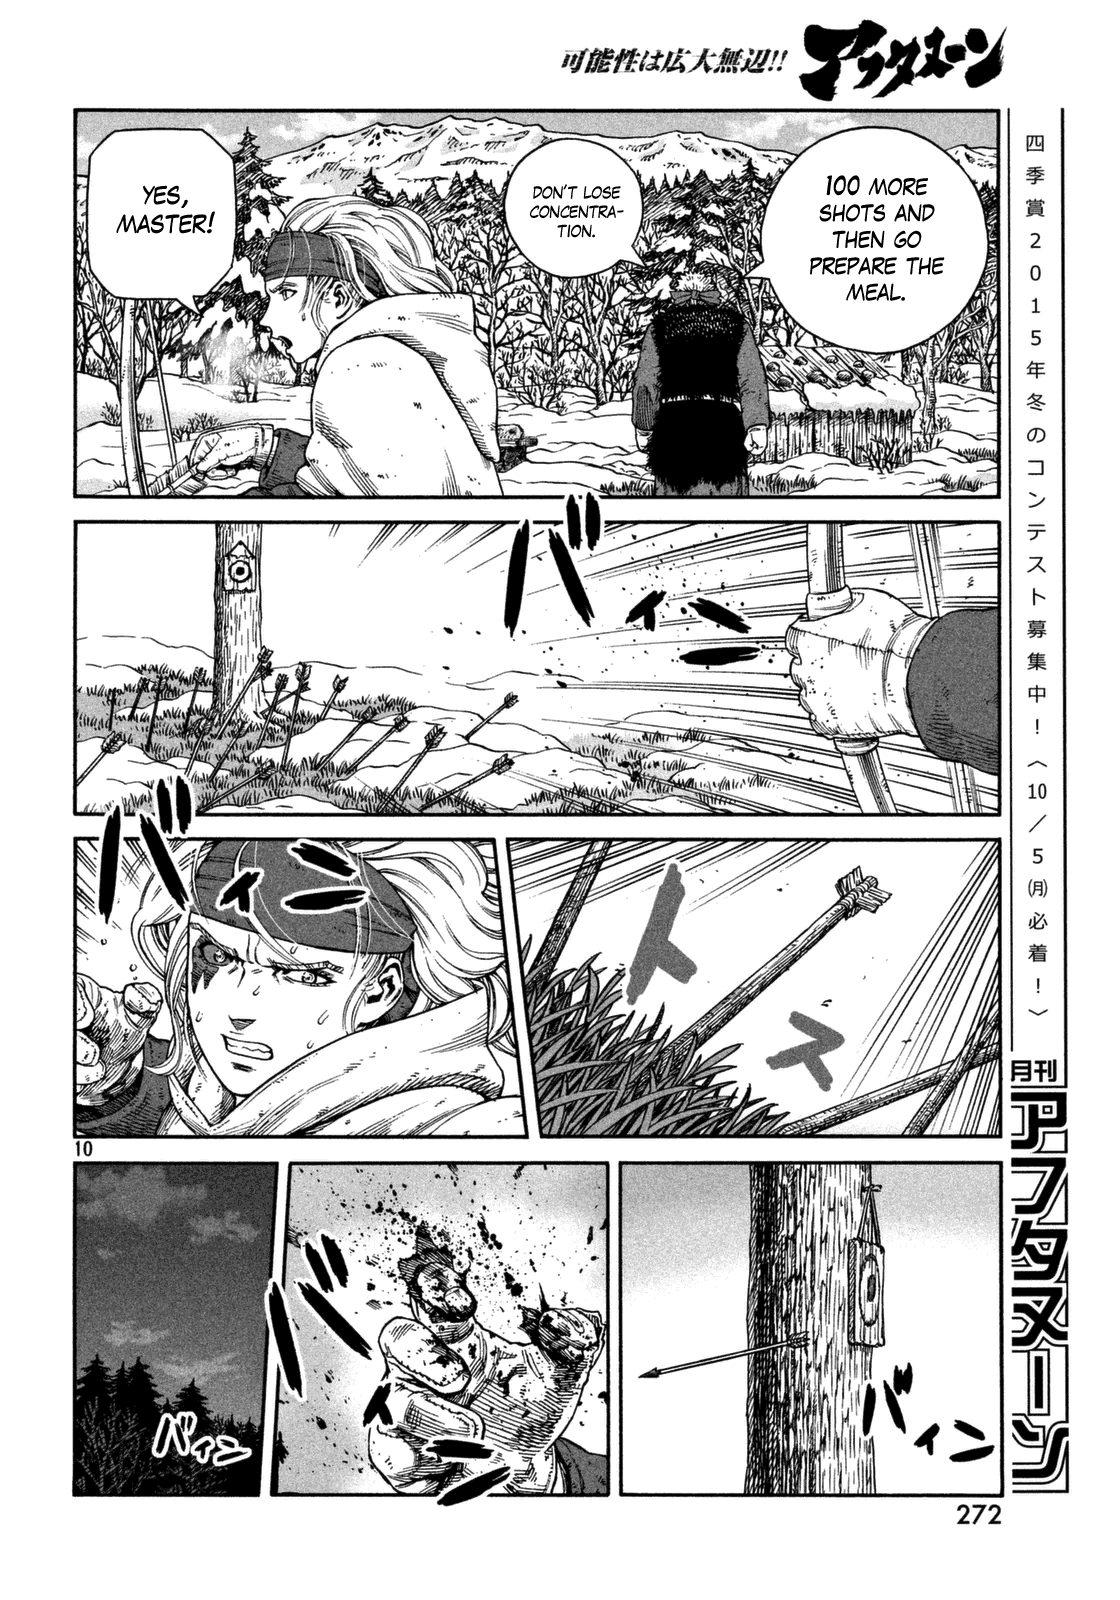 可能性は広大無辺!!
アフタヌーン
100 MORE
SHOTS AND
THEN GO
PREPARE THE
MEAL.
DON'T LOSE
CONCENTRA-
TION.
YES,
MASTER!
バィン
トス
バィン
10
バィン
バィン
バィン
四季賞2015年冬のコンテスト募集中!〈10/5㈪必着!〉
月刊
アフタヌーン
272